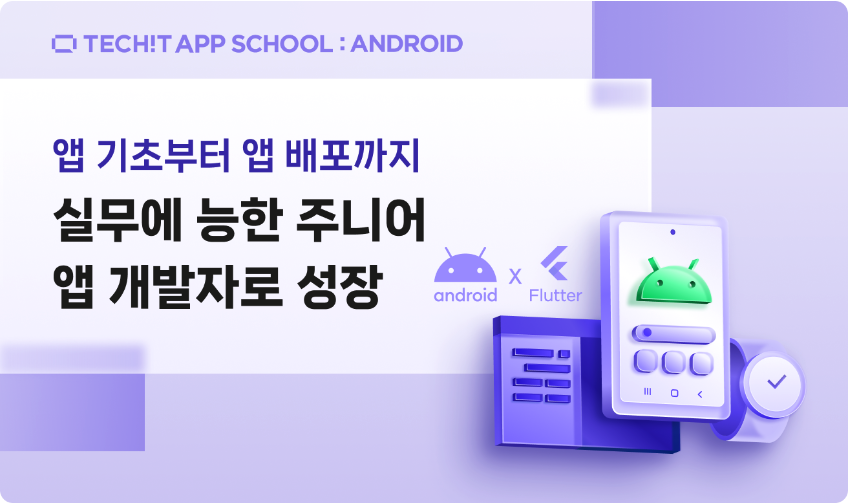 TECH!T APP SCHOOL : ANDROID
앱 기초부터 앱 배포까지
실무에 능한 주니어
앱 개발자로 성장
android x Flutter